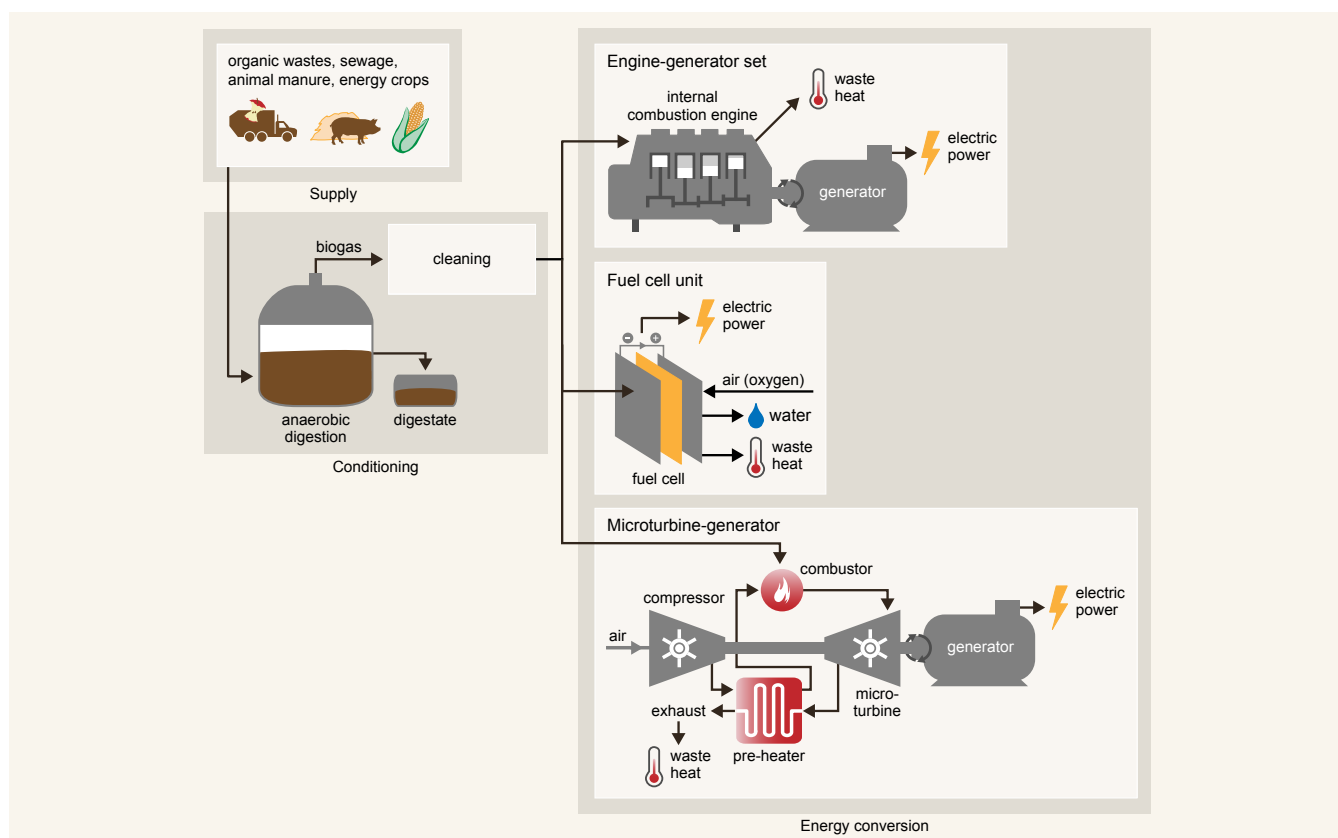 organic wastes, sewage,
animal manure, energy crops
Supply
biogas
cleaning
anaerobic
digestion
digestate
Conditioning
Engine-generator set
internal
combustion engine
waste
heat
generator
electric
power
Fuel cell unit
electric
power
−
+
air (oxygen)
water
waste
heat
fuel cell
Microturbine-generator
combustor
compressor
air
electric
power
generator
micro-
turbine
exhaust
pre-heater
waste
heat
Energy conversion